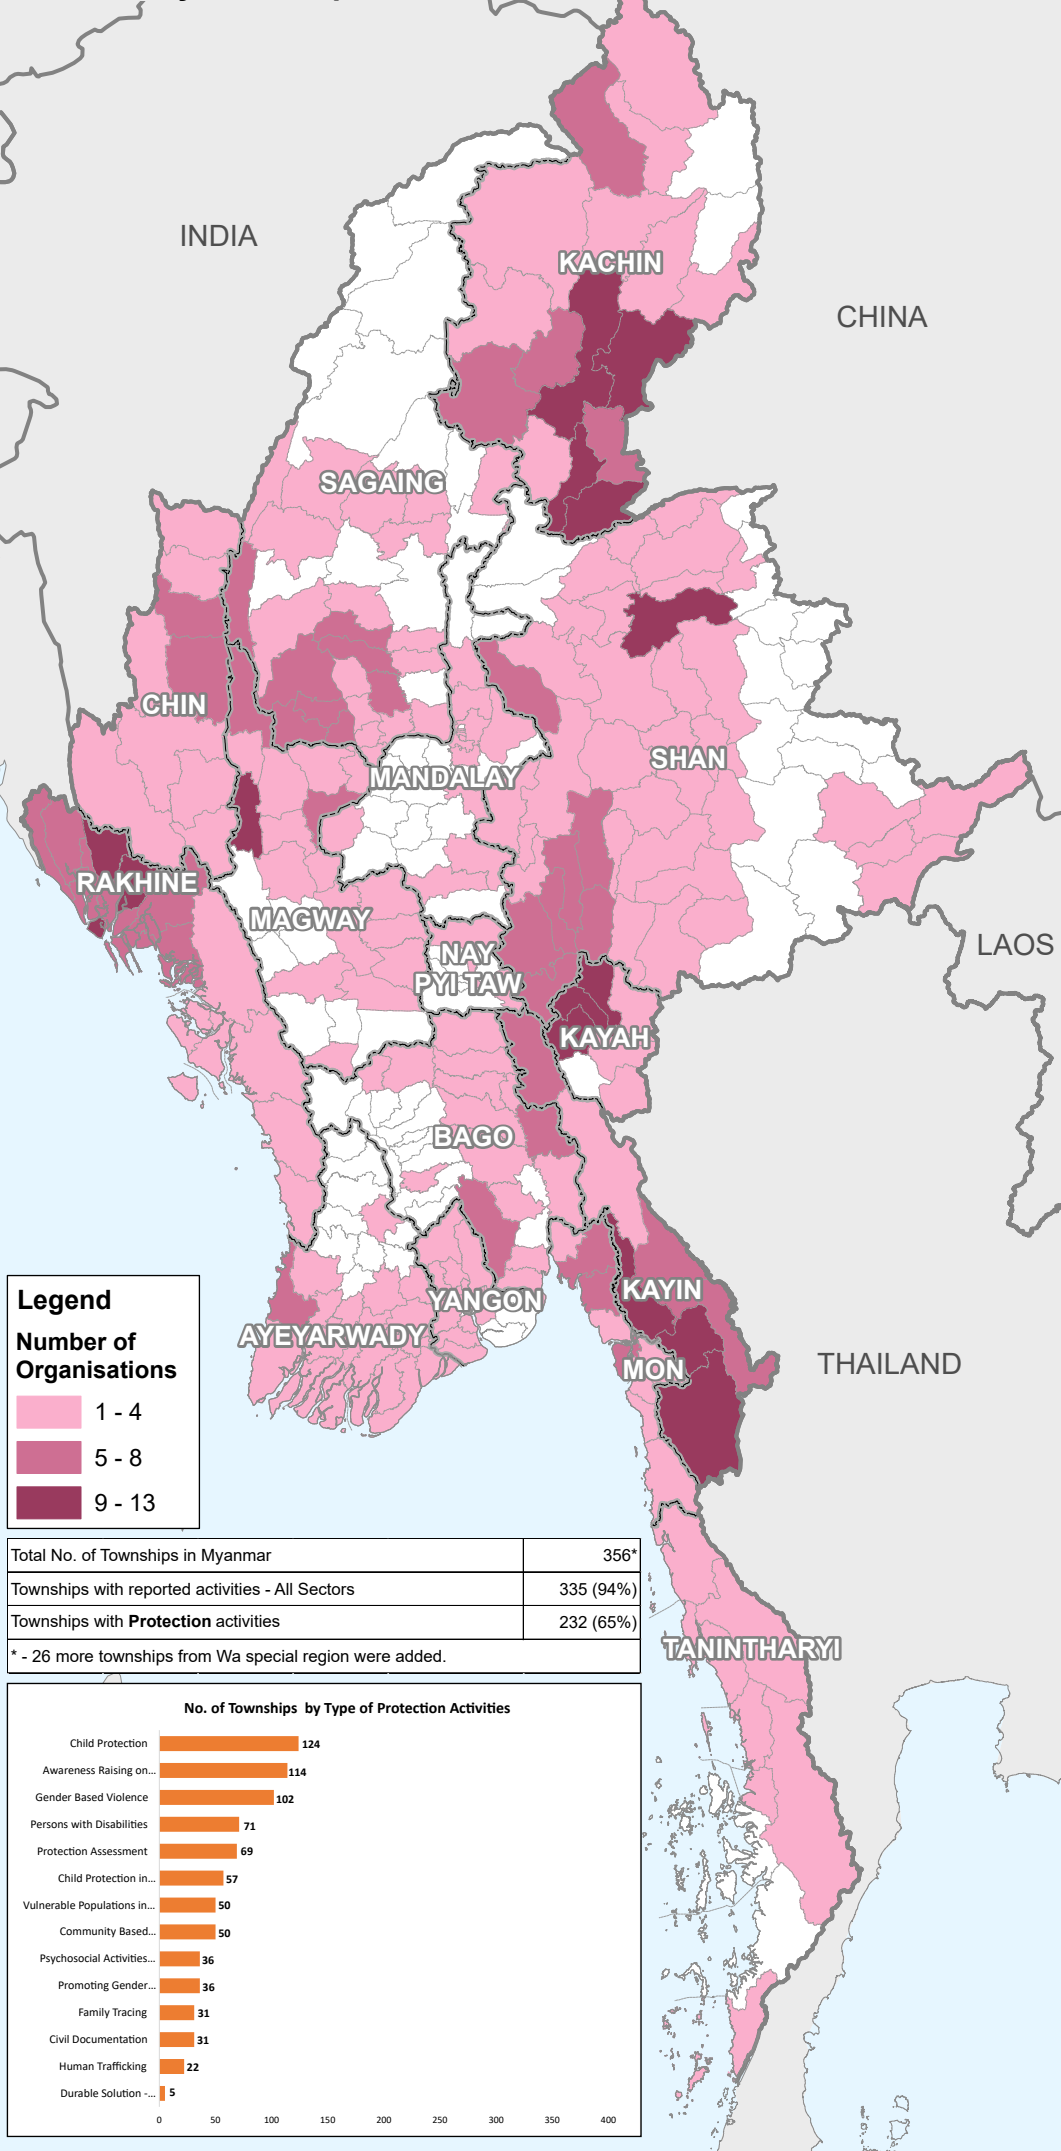 INDIA
KACHIN
CHINA
SAGAING
CHIN
SHAN
MANDALAY
RAKHINE
MAGWAY
NAY
PYI TAW
LAOS
KAYAH
BAGO
KAYIN
YANGON
AYEYARWADY
MON
THAILAND
TANINTHARYI
Legend
Number of
Organisations
1 - 4
5 - 8
9 - 13
Total No. of Townships in Myanmar 356*
Townships with reported activities - All Sectors 335 (94%)
Townships with Protection activities 232 (65%)
* - 26 more townships from Wa special region were added.
No. of Townships by Type of Protection Activities
Child Protection 124
Awareness Raising on... 114
Gender Based Violence 102
Persons with Disabilities 71
Protection Assessment 69
Child Protection in... 57
Vulnerable Populations in... 50
Community Based... 50
Psychosocial Activities... 36
Promoting Gender... 36
Family Tracing 31
Civil Documentation 31
Human Trafficking 22
Durable Solution -... 5
0 50 100 150 200 250 300 350 400